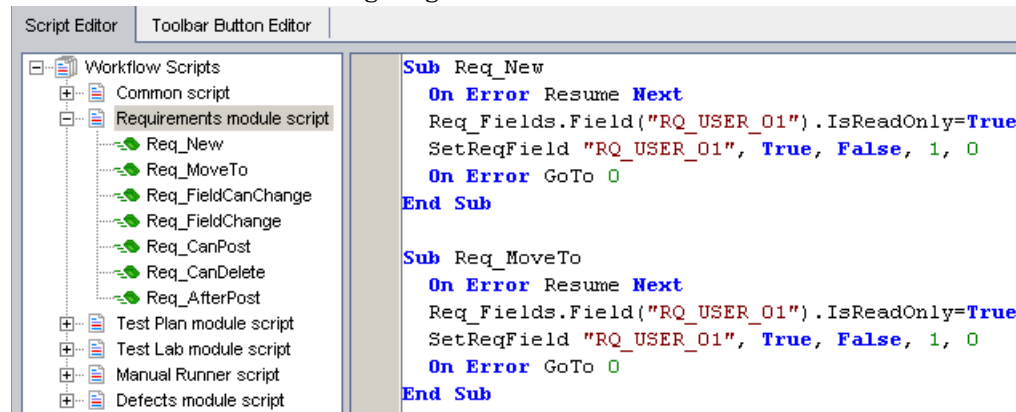 Script Editor
Toolbar Button Editor
Workflow Scripts
Common script
Requirements module script
Req_New
Req_MoveTo
Req_FieldCanChange
Req_FieldChange
Req_CanPost
Req_CanDelete
Req_AfterPost
Test Plan module script
Test Lab module script
Manual Runner script
Defects module script
Sub Req_New
On Error Resume Next
Req_Fields.Field("RQ_USER_01").IsReadOnly=True
SetReqField "RQ_USER_01", True, False, 1, 0
On Error GoTo 0
End Sub
Sub Req_MoveTo
On Error Resume Next
Req_Fields.Field("RQ_USER_01").IsReadOnly=True
SetReqField "RQ_USER_01", True, False, 1, 0
On Error GoTo 0
End Sub